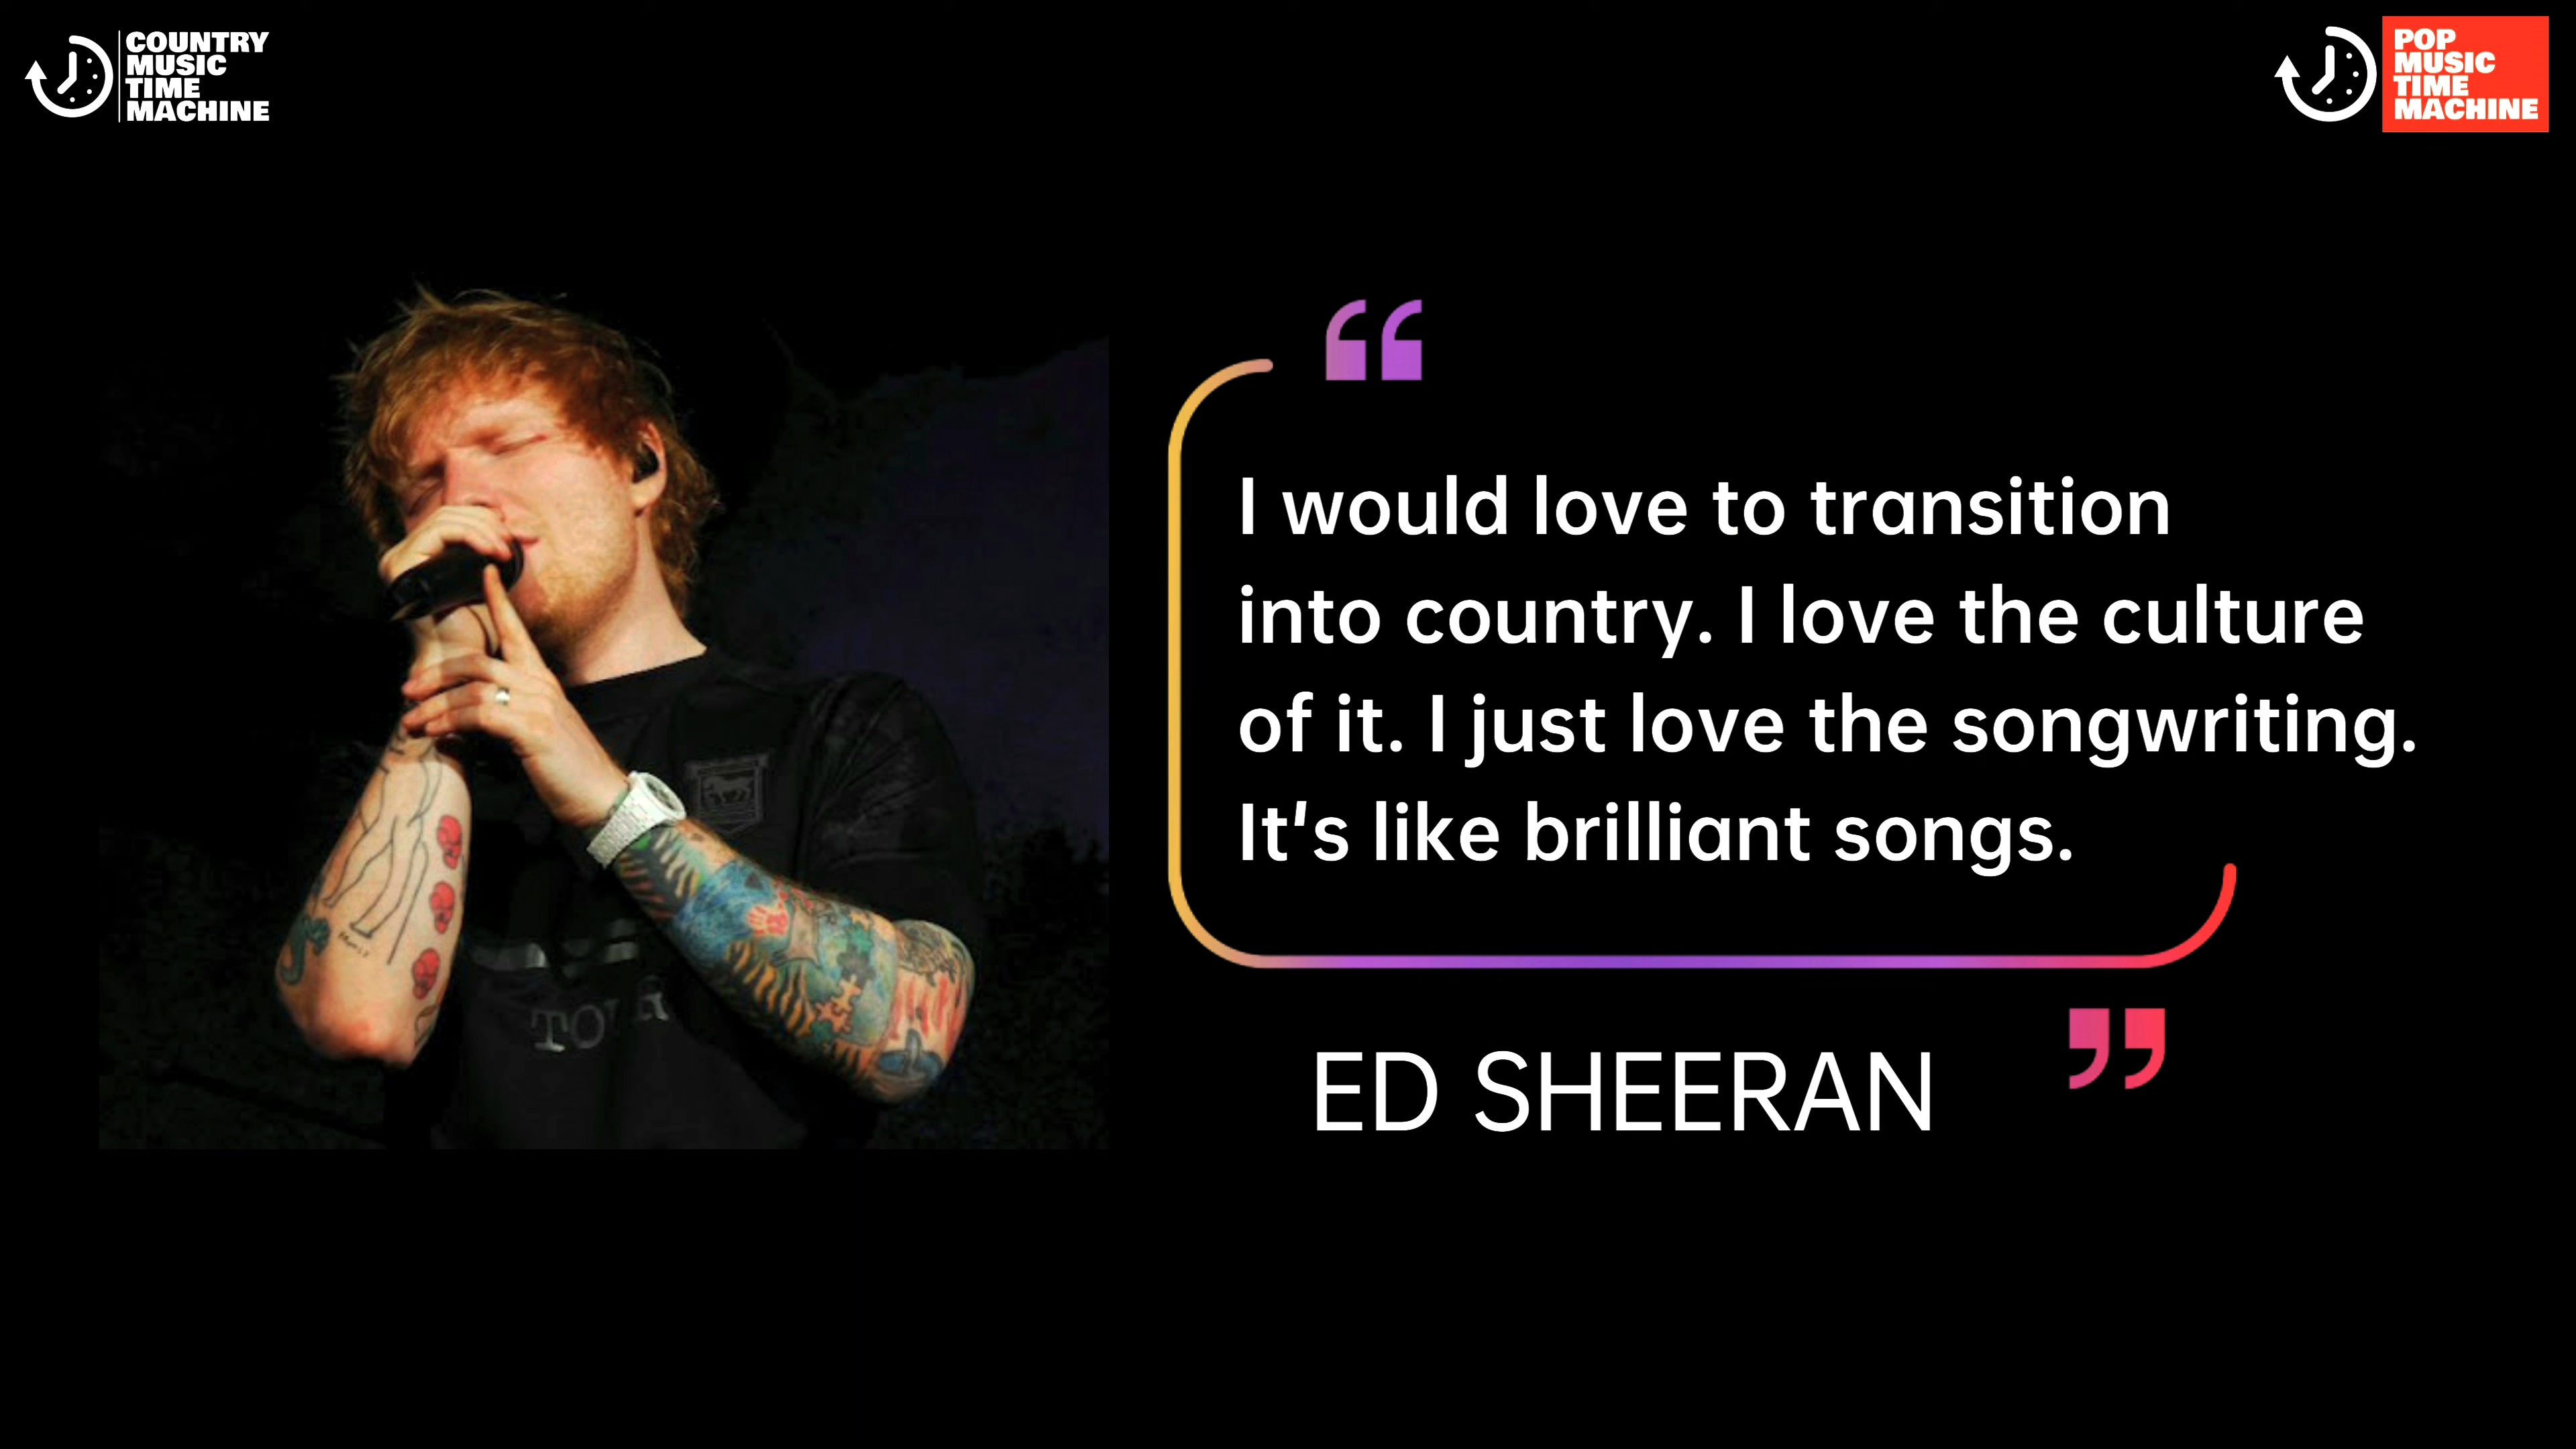 COUNTRY
MUSIC
TIME
MACHINE
POP
MUSIC
TIME
MACHINE
“
I would love to transition
into country. I love the culture
of it. I just love the songwriting.
It's like brilliant songs.
”
ED SHEERAN